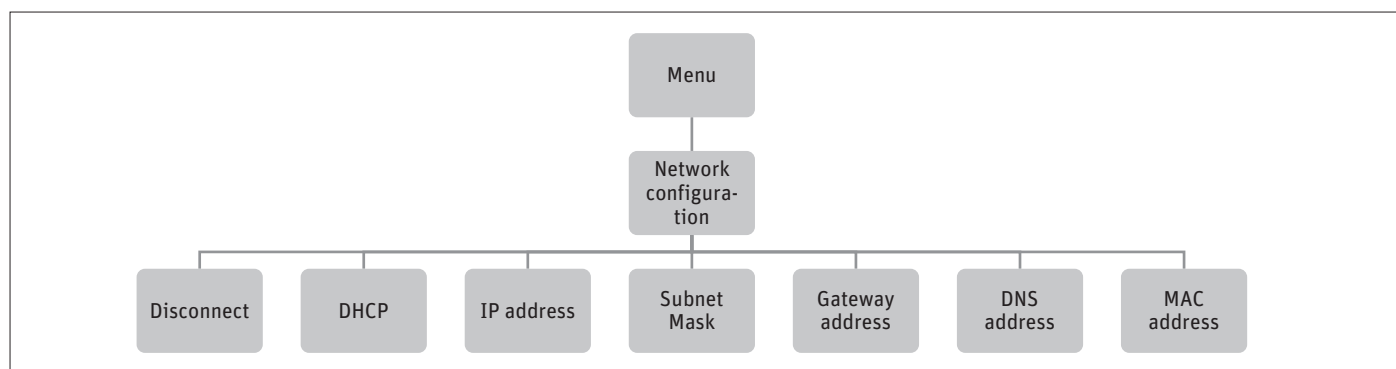 Menu
Network
configura-
tion
Disconnect
DHCP
IP address
Subnet
Mask
Gateway
address
DNS
address
MAC
address